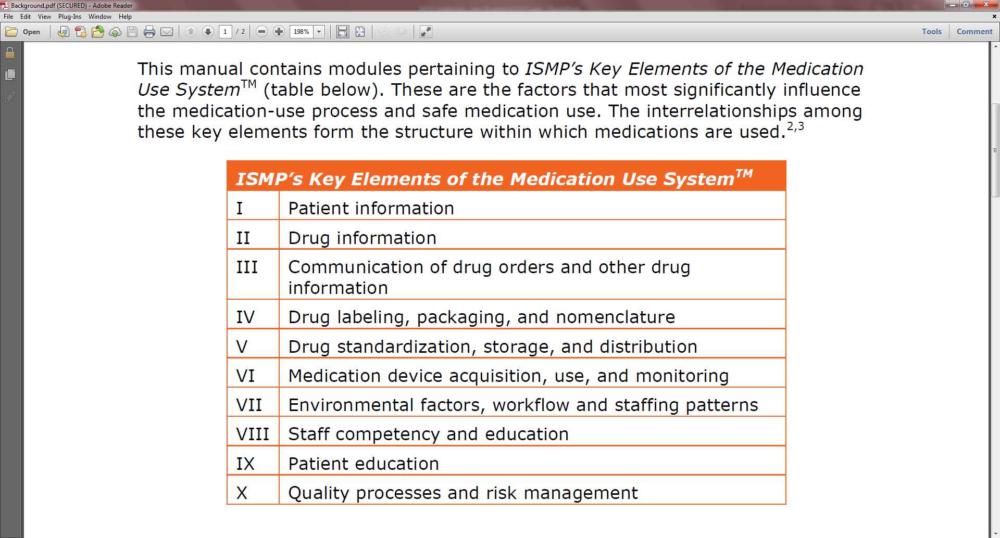 Background.pdf (SECURED) - Adobe Reader
File Edit View Plug-Ins Window Help
Open 1 / 2 198% Tools Comment
This manual contains modules pertaining to ISMP’s Key Elements of the Medication
Use System™ (table below). These are the factors that most significantly influence
the medication-use process and safe medication use. The interrelationships among
these key elements form the structure within which medications are used.2,3
ISMP’s Key Elements of the Medication Use System™
I Patient information
II Drug information
III Communication of drug orders and other drug
information
IV Drug labeling, packaging, and nomenclature
V Drug standardization, storage, and distribution
VI Medication device acquisition, use, and monitoring
VII Environmental factors, workflow and staffing patterns
VIII Staff competency and education
IX Patient education
X Quality processes and risk management